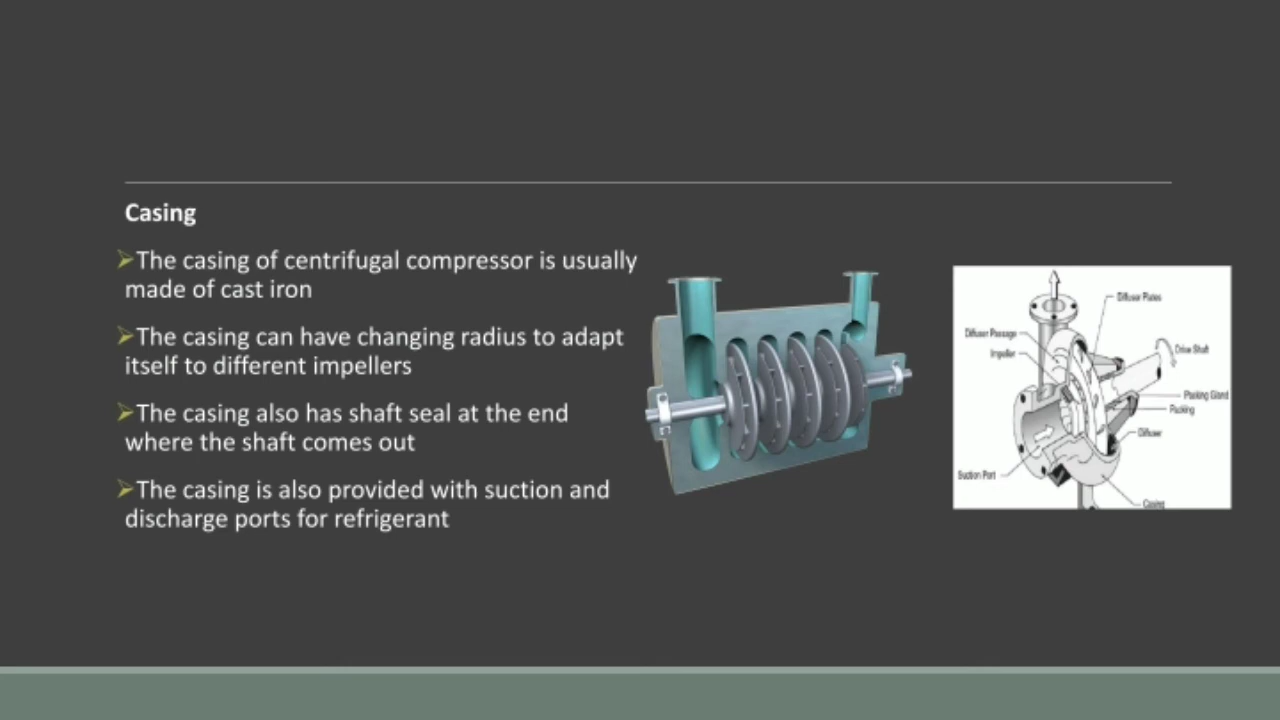 Casing
➢The casing of centrifugal compressor is usually
made of cast iron
➢The casing can have changing radius to adapt
itself to different impellers
➢The casing also has shaft seal at the end
where the shaft comes out
➢The casing is also provided with suction and
discharge ports for refrigerant
Diffuser Plates
Diffuser Passage
Impeller
Drive Shaft
Packing Gland
Packing
Diffuser
Suction Port
Casing